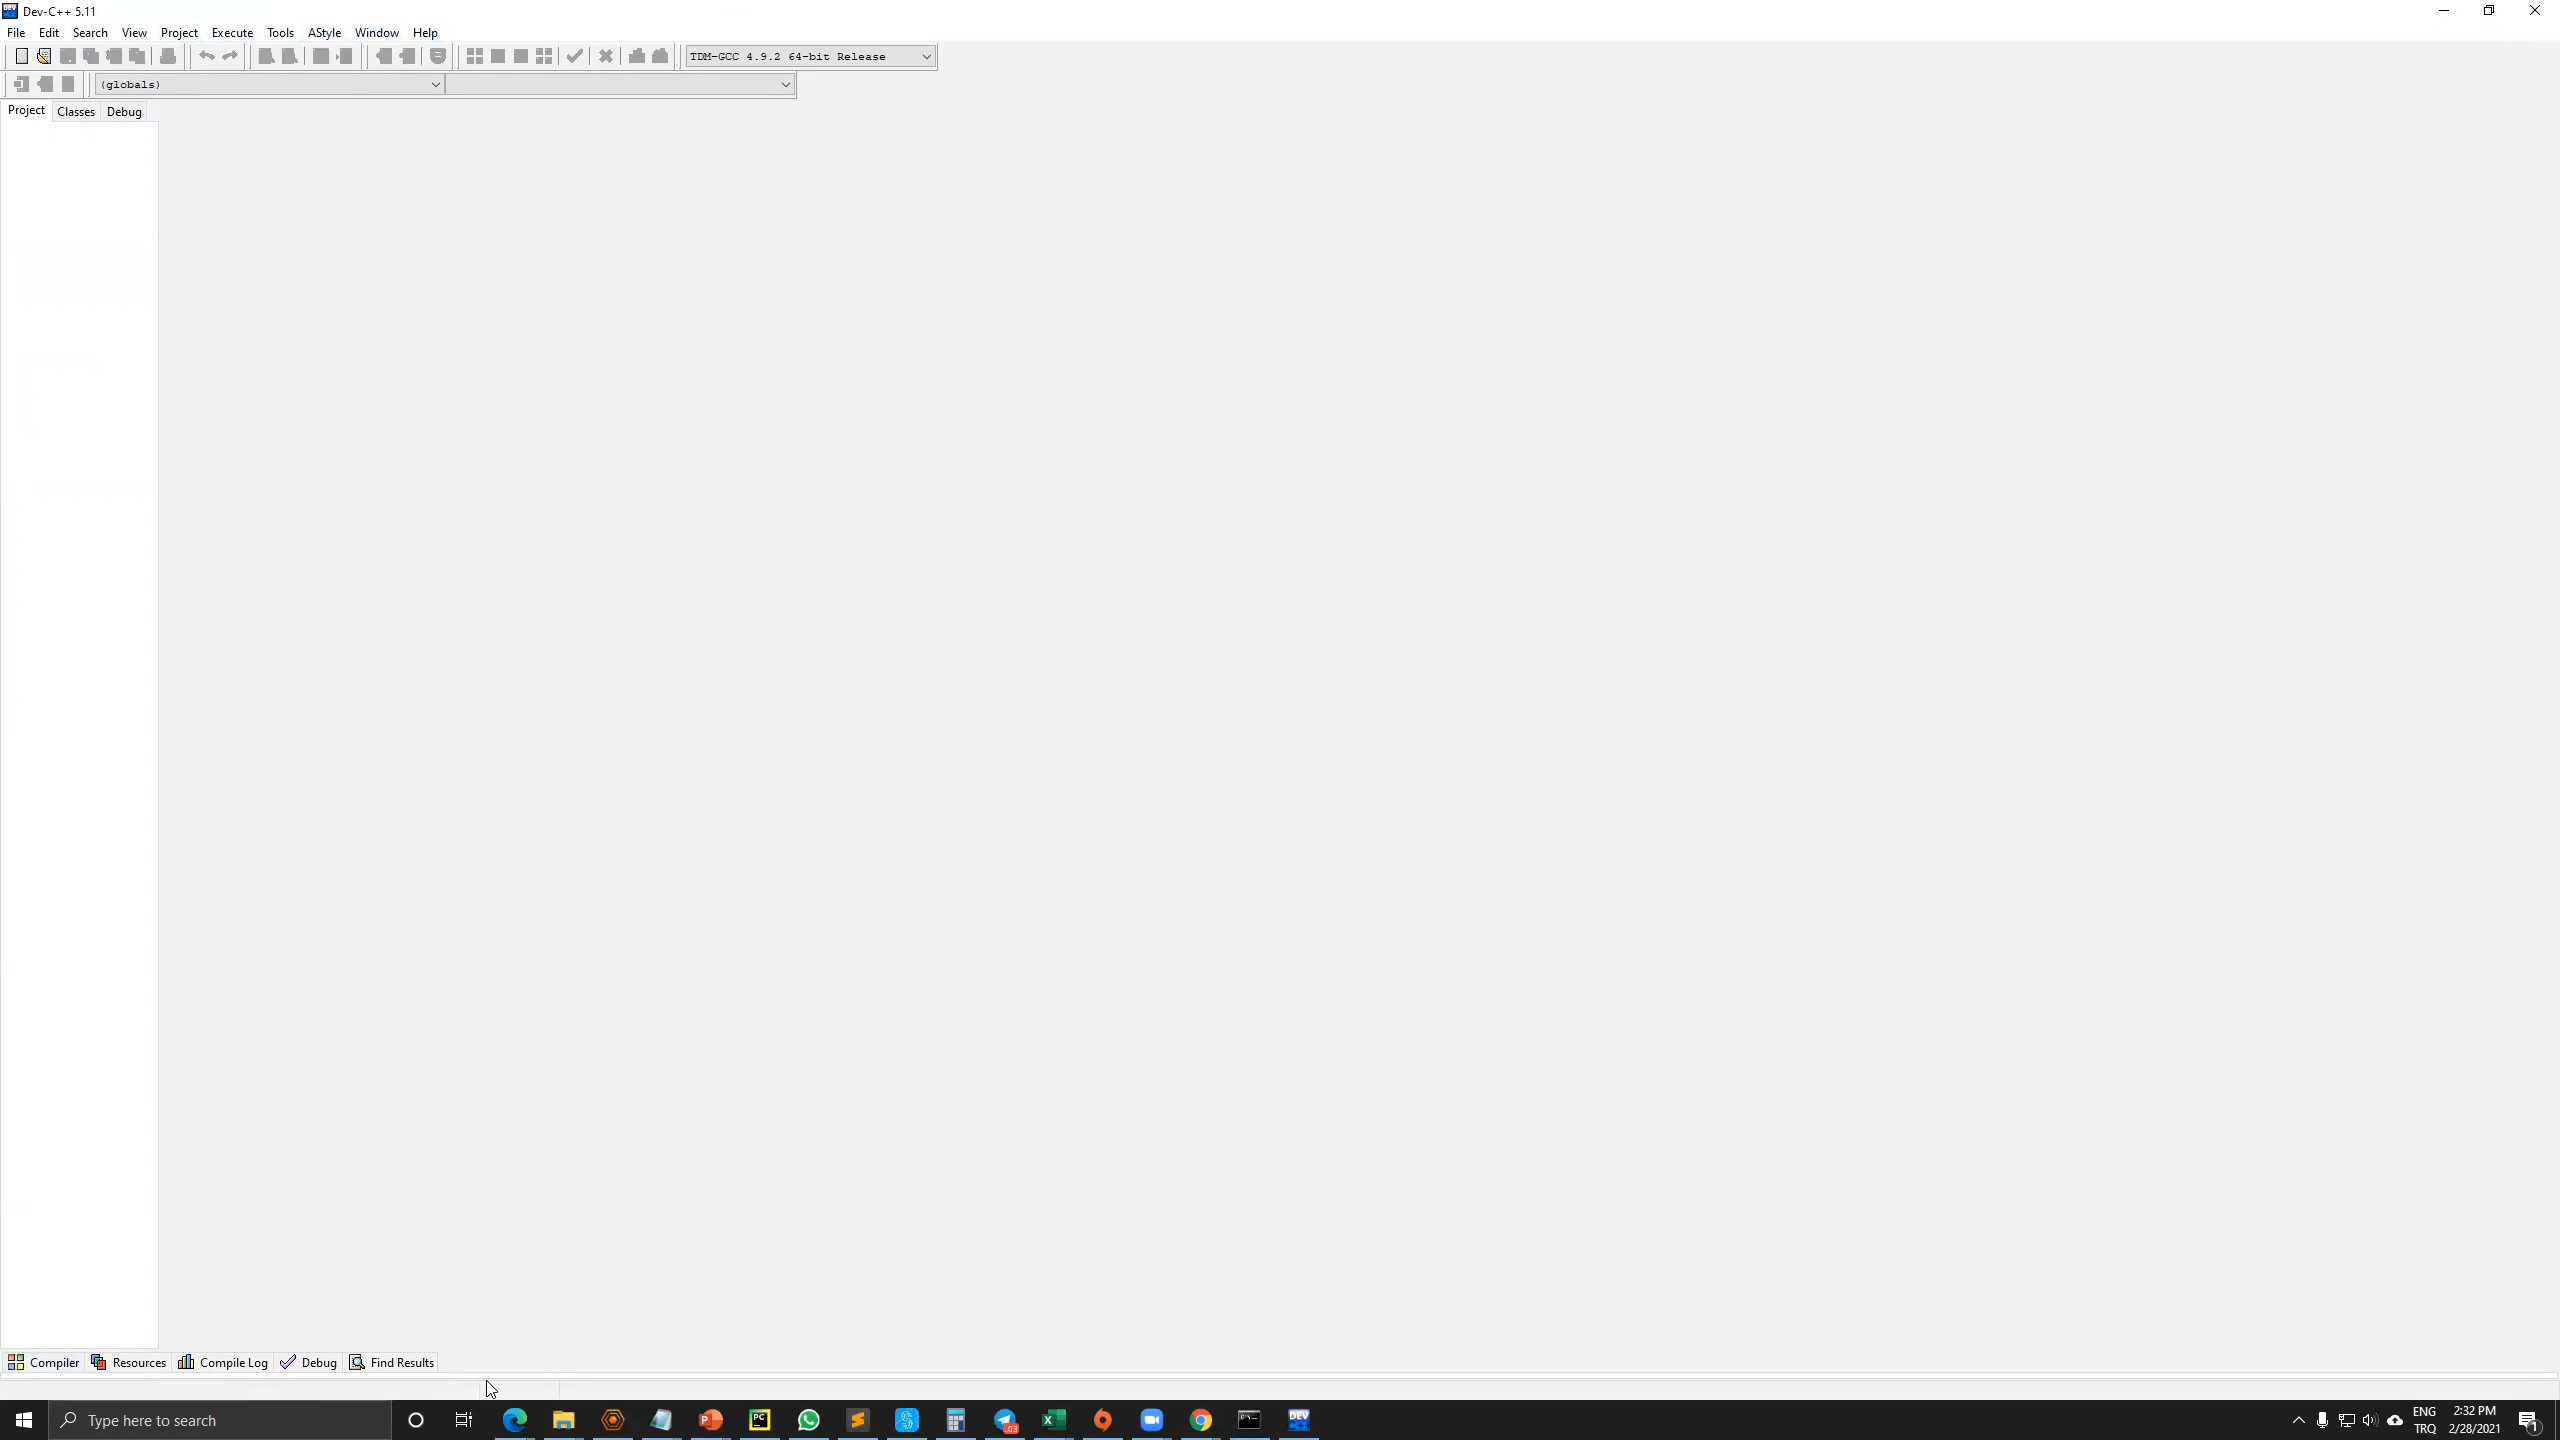 Dev-C++ 5.11
File Edit Search View Project Execute Tools AStyle Window Help
TDM-GCC 4.9.2 64-bit Release
(globals)
Project Classes Debug
Compiler Resources Compile Log Debug Find Results
Type here to search
ENG
TRQ
2:32 PM
2/28/2021